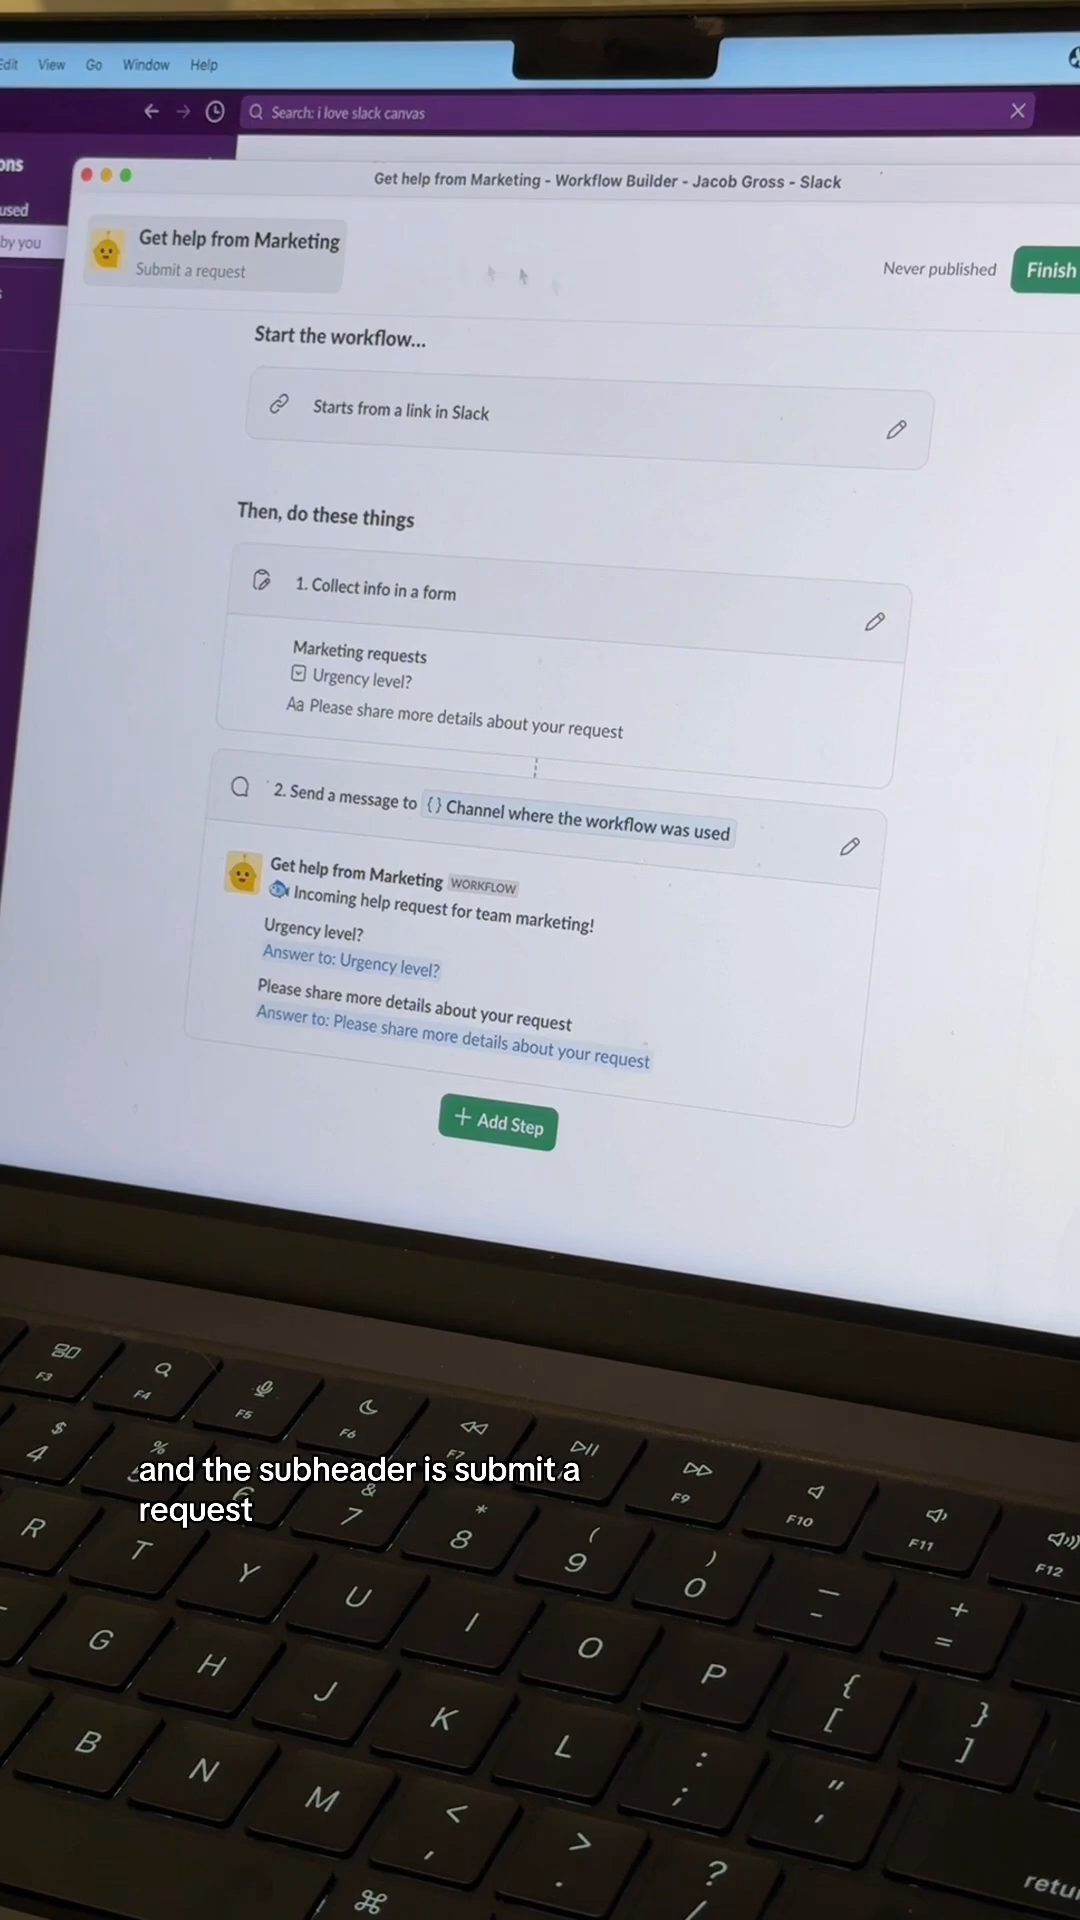 Edit View Go Window Help
Search: i love slack canvas
ons
used
by you
Get help from Marketing - Workflow Builder - Jacob Gross - Slack
Get help from Marketing
Submit a request
Never published
Finish
Start the workflow...
Starts from a link in Slack
Then, do these things
1. Collect info in a form
Marketing requests
Urgency level?
Aa Please share more details about your request
2. Send a message to {} Channel where the workflow was used
Get help from Marketing WORKFLOW
Incoming help request for team marketing!
Urgency level?
Answer to: Urgency level?
Please share more details about your request
Answer to: Please share more details about your request
+ Add Step
F3 F4 F5 F6 F7 F9 F10 F11 F12
and the subheader is submit a
request
$ % & * ( ) — +
4 7 8 9 0 - =
R T Y U I O P { }
[ ]
G H J K L : "
; '
B N M < > ?
, . /
⌘
retu